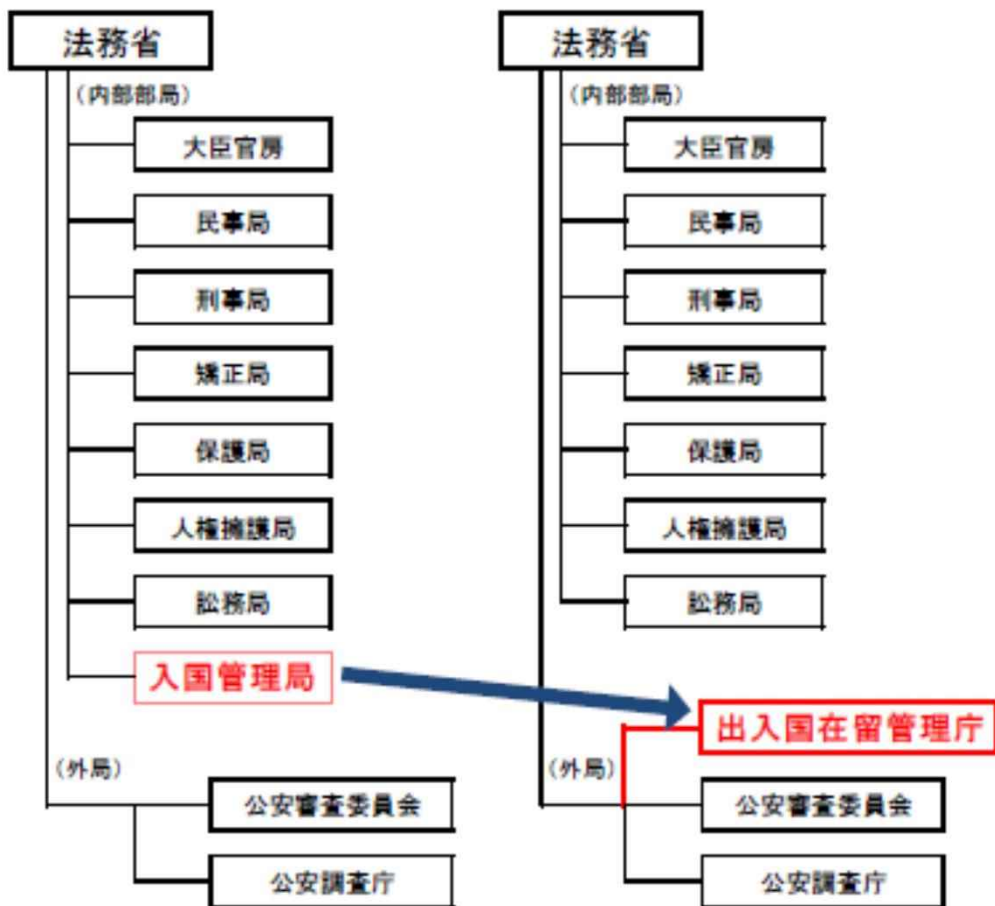 法務省
(内部部局)
大臣官房
民事局
刑事局
矯正局
保護局
人権擁護局
訟務局
入国管理局
(外局)
公安審査委員会
公安調査庁
法務省
(内部部局)
大臣官房
民事局
刑事局
矯正局
保護局
人権擁護局
訟務局
出入国在留管理庁
(外局)
公安審査委員会
公安調査庁